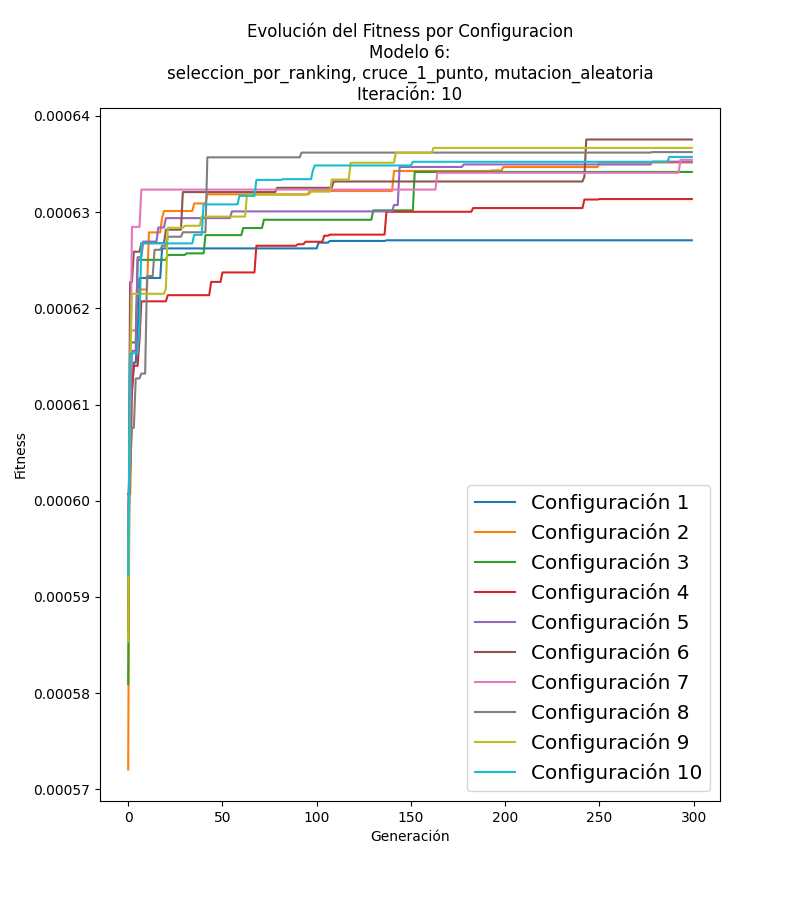 Evolución del Fitness por Configuracion
Modelo 6:
seleccion_por_ranking, cruce_1_punto, mutacion_aleatoria
Iteración: 10
0.00064
0.00063
0.00062
0.00061
0.00060
0.00059
0.00058
0.00057
Fitness
Configuración 1
Configuración 2
Configuración 3
Configuración 4
Configuración 5
Configuración 6
Configuración 7
Configuración 8
Configuración 9
Configuración 10
0 50 100 150 200 250 300
Generación